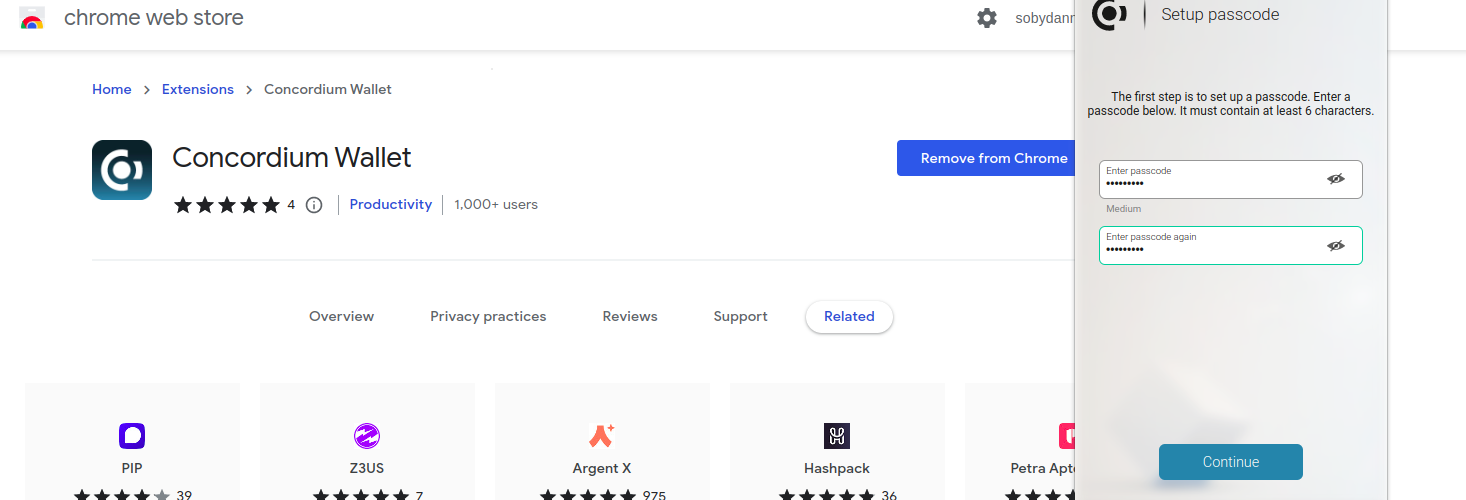 chrome web store
sobydann
Home > Extensions > Concordium Wallet
Concordium Wallet
Remove from Chrome
4
Productivity
1,000+ users
Overview
Privacy practices
Reviews
Support
Related
PIP
Z3US
Argent X
Hashpack
Petra Apt
39
7
975
36
Setup passcode
The first step is to set up a passcode. Enter a
passcode below. It must contain at least 6 characters.
Enter passcode
•••••••••
Medium
Enter passcode again
•••••••••
Continue